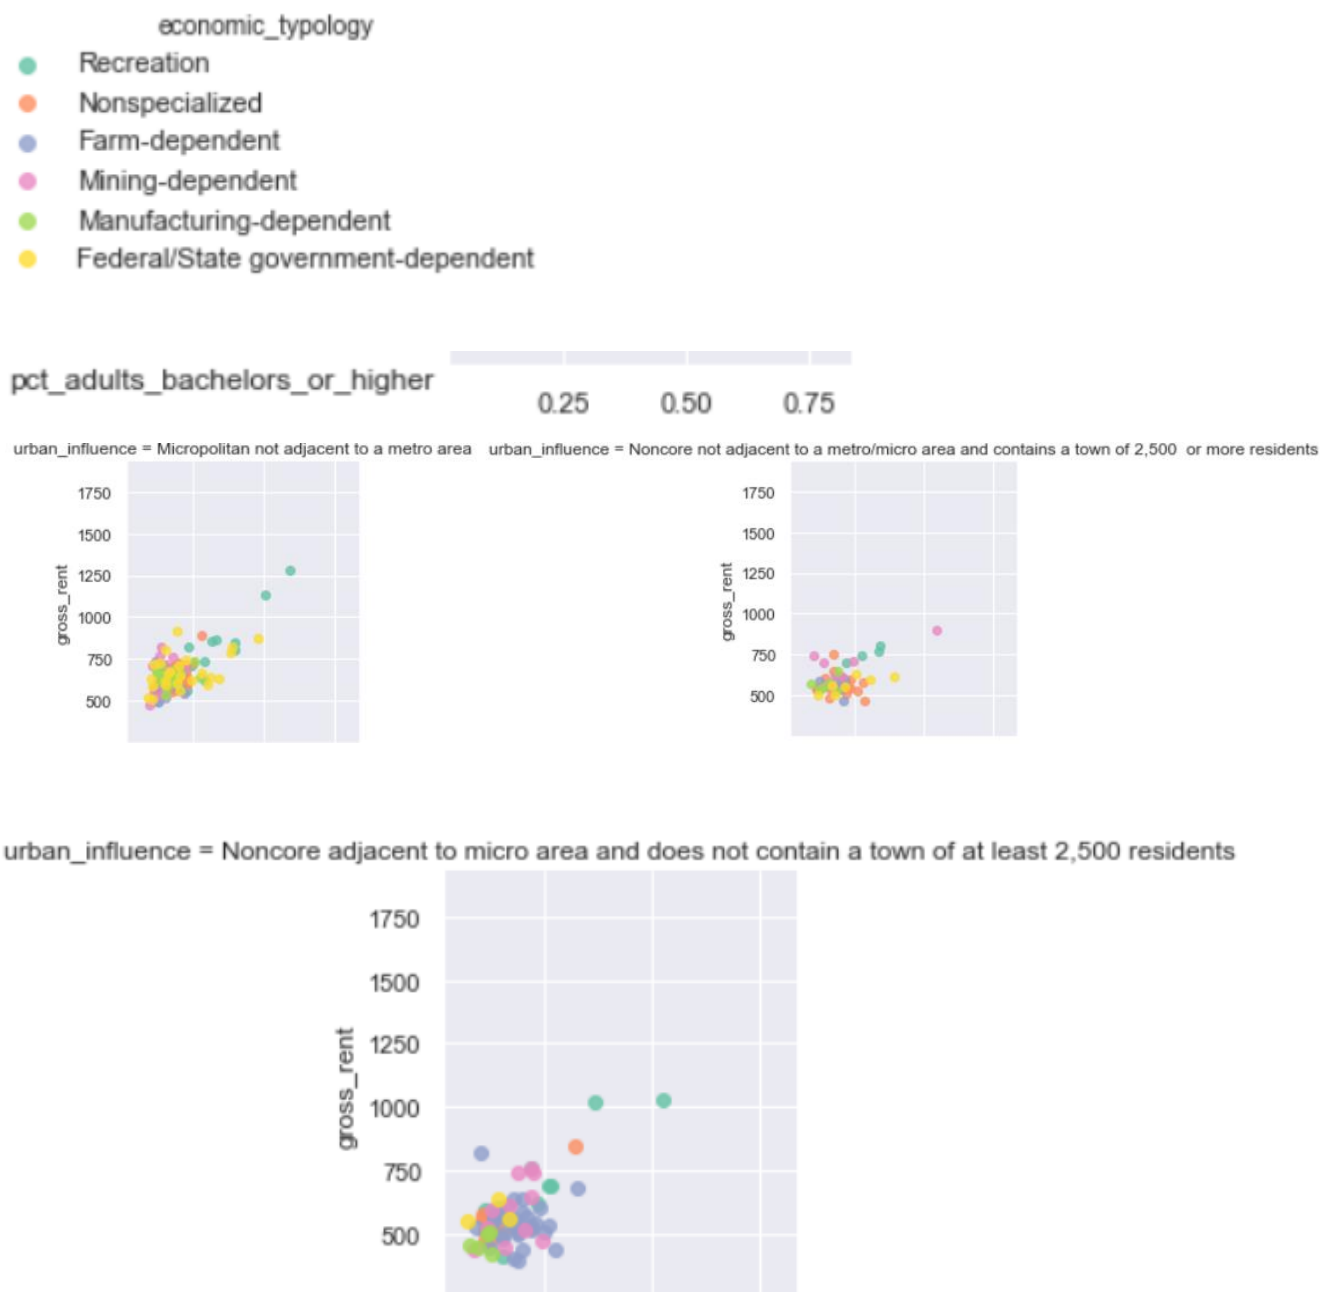 economic_typology
Recreation
Nonspecialized
Farm-dependent
Mining-dependent
Manufacturing-dependent
Federal/State government-dependent
pct_adults_bachelors_or_higher
0.25 0.50 0.75
urban_influence = Micropolitan not adjacent to a metro area
1750
1500
1250
1000
750
500
gross_rent
urban_influence = Noncore not adjacent to a metro/micro area and contains a town of 2,500 or more residents
1750
1500
1250
1000
750
500
gross_rent
urban_influence = Noncore adjacent to micro area and does not contain a town of at least 2,500 residents
1750
1500
1250
1000
750
500
gross_rent